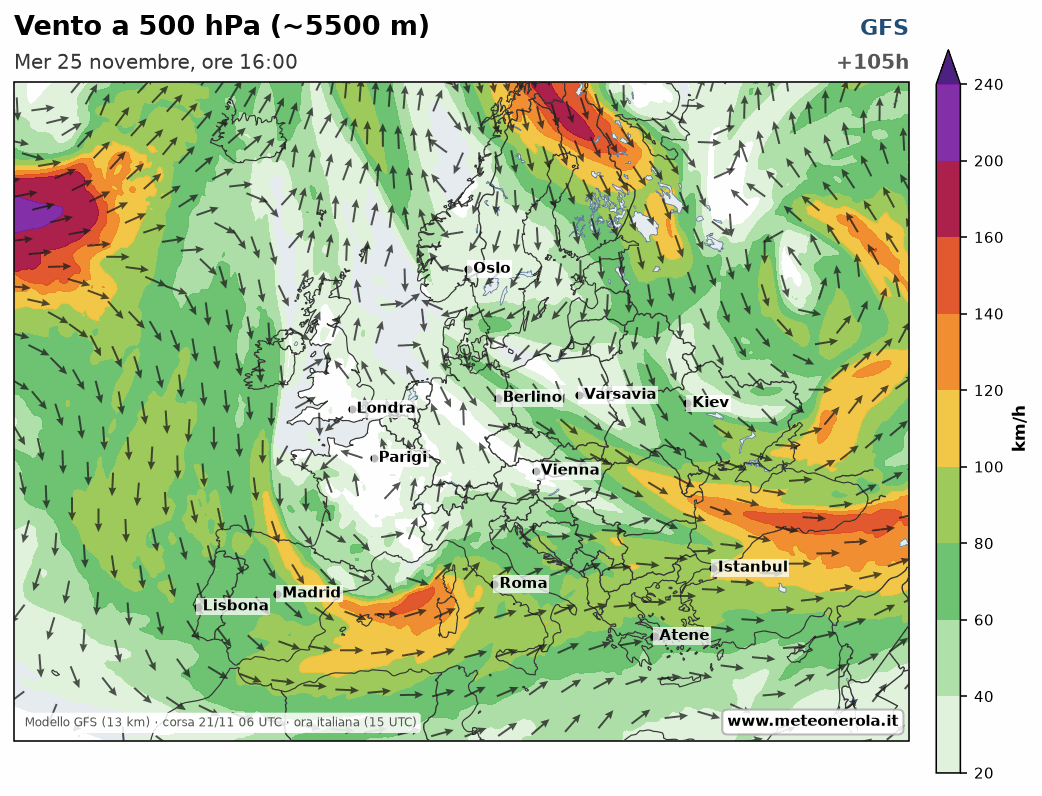 Vento a 500 hPa (~5500 m)
GFS
Mer 25 novembre, ore 16:00
+105h
240
200
160
140
120
100
80
60
40
20
km/h
Oslo
Berlino
Varsavia
Kiev
Londra
Parigi
Vienna
Istanbul
Roma
Madrid
Lisbona
Atene
Modello GFS (13 km) · corsa 21/11 06 UTC · ora italiana (15 UTC)
www.meteonerola.it